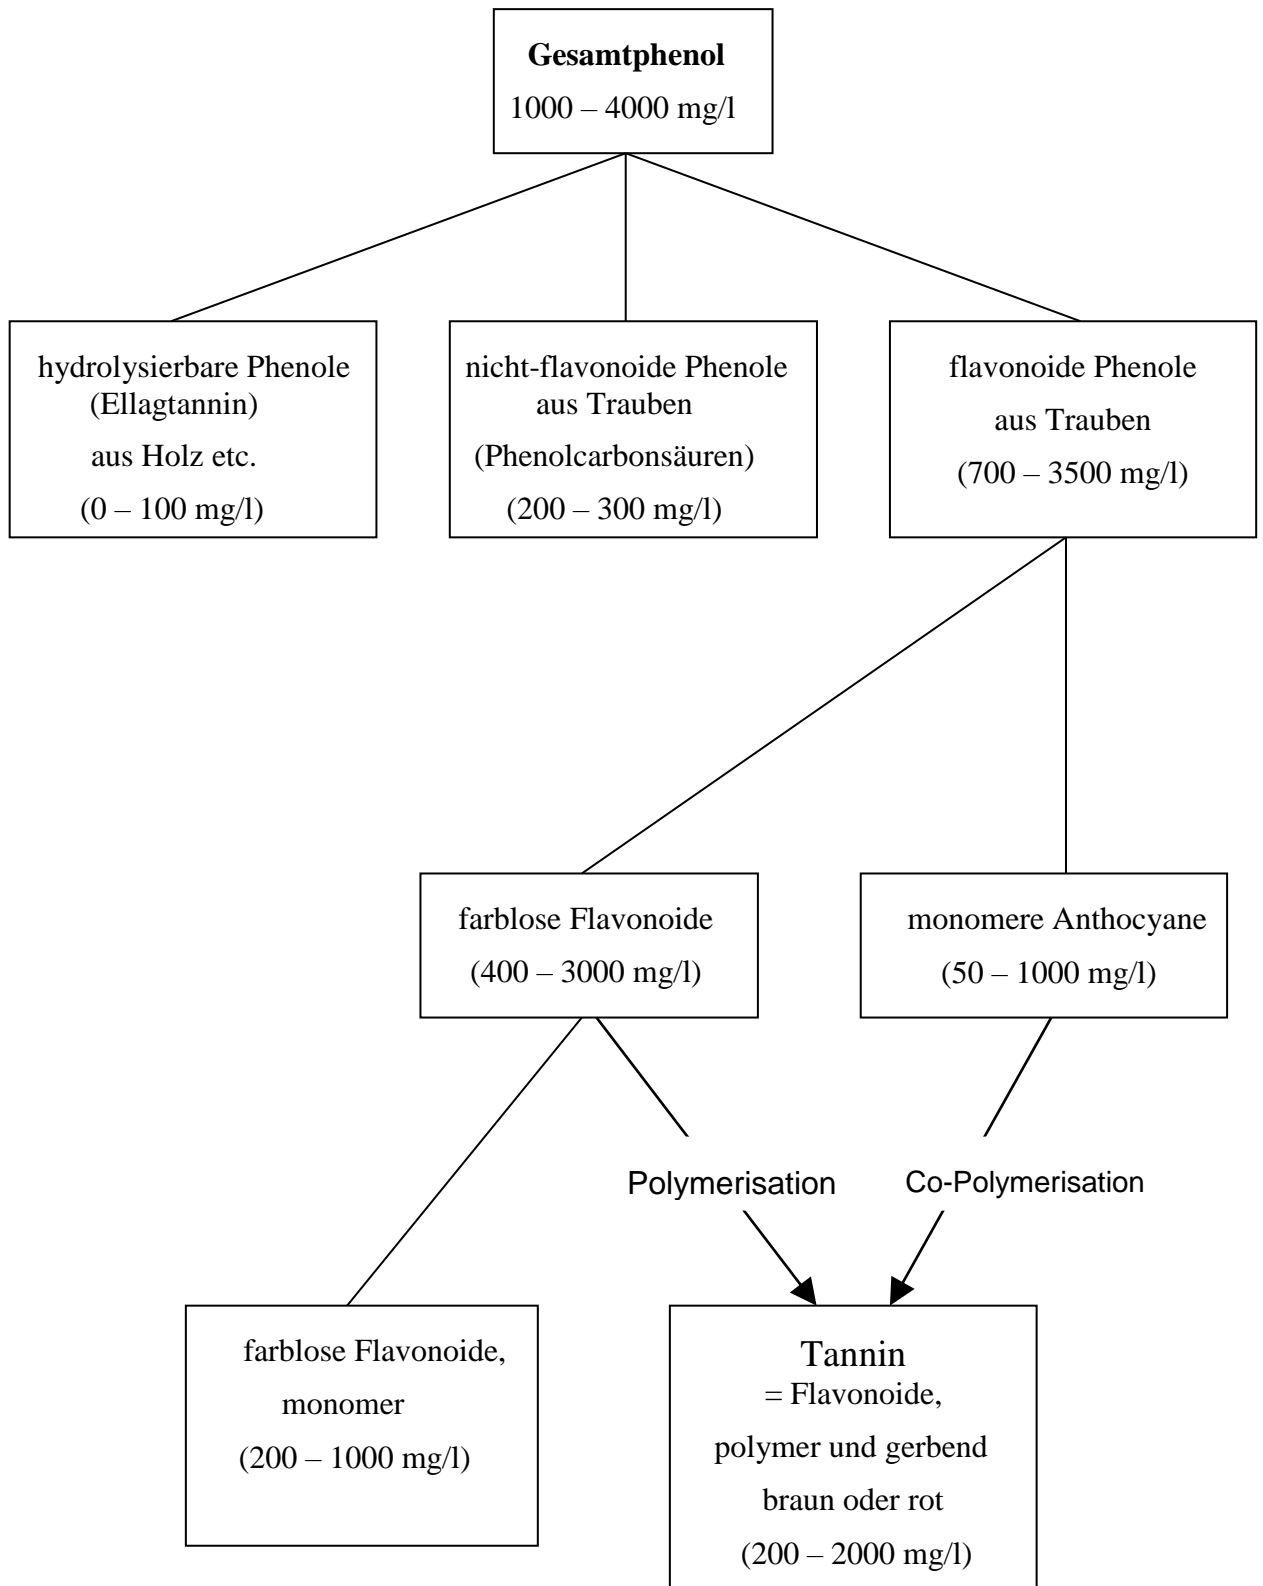 Gesamtphenol
1000 – 4000 mg/l
hydrolysierbare Phenole
(Ellagtannin)
aus Holz etc.
(0 – 100 mg/l)
nicht-flavonoide Phenole
aus Trauben
(Phenolcarbonsäuren)
(200 – 300 mg/l)
flavonoide Phenole
aus Trauben
(700 – 3500 mg/l)
farblose Flavonoide
(400 – 3000 mg/l)
monomere Anthocyane
(50 – 1000 mg/l)
Polymerisation
Co-Polymerisation
farblose Flavonoide,
monomer
(200 – 1000 mg/l)
Tannin
= Flavonoide,
polymer und gerbend
braun oder rot
(200 – 2000 mg/l)